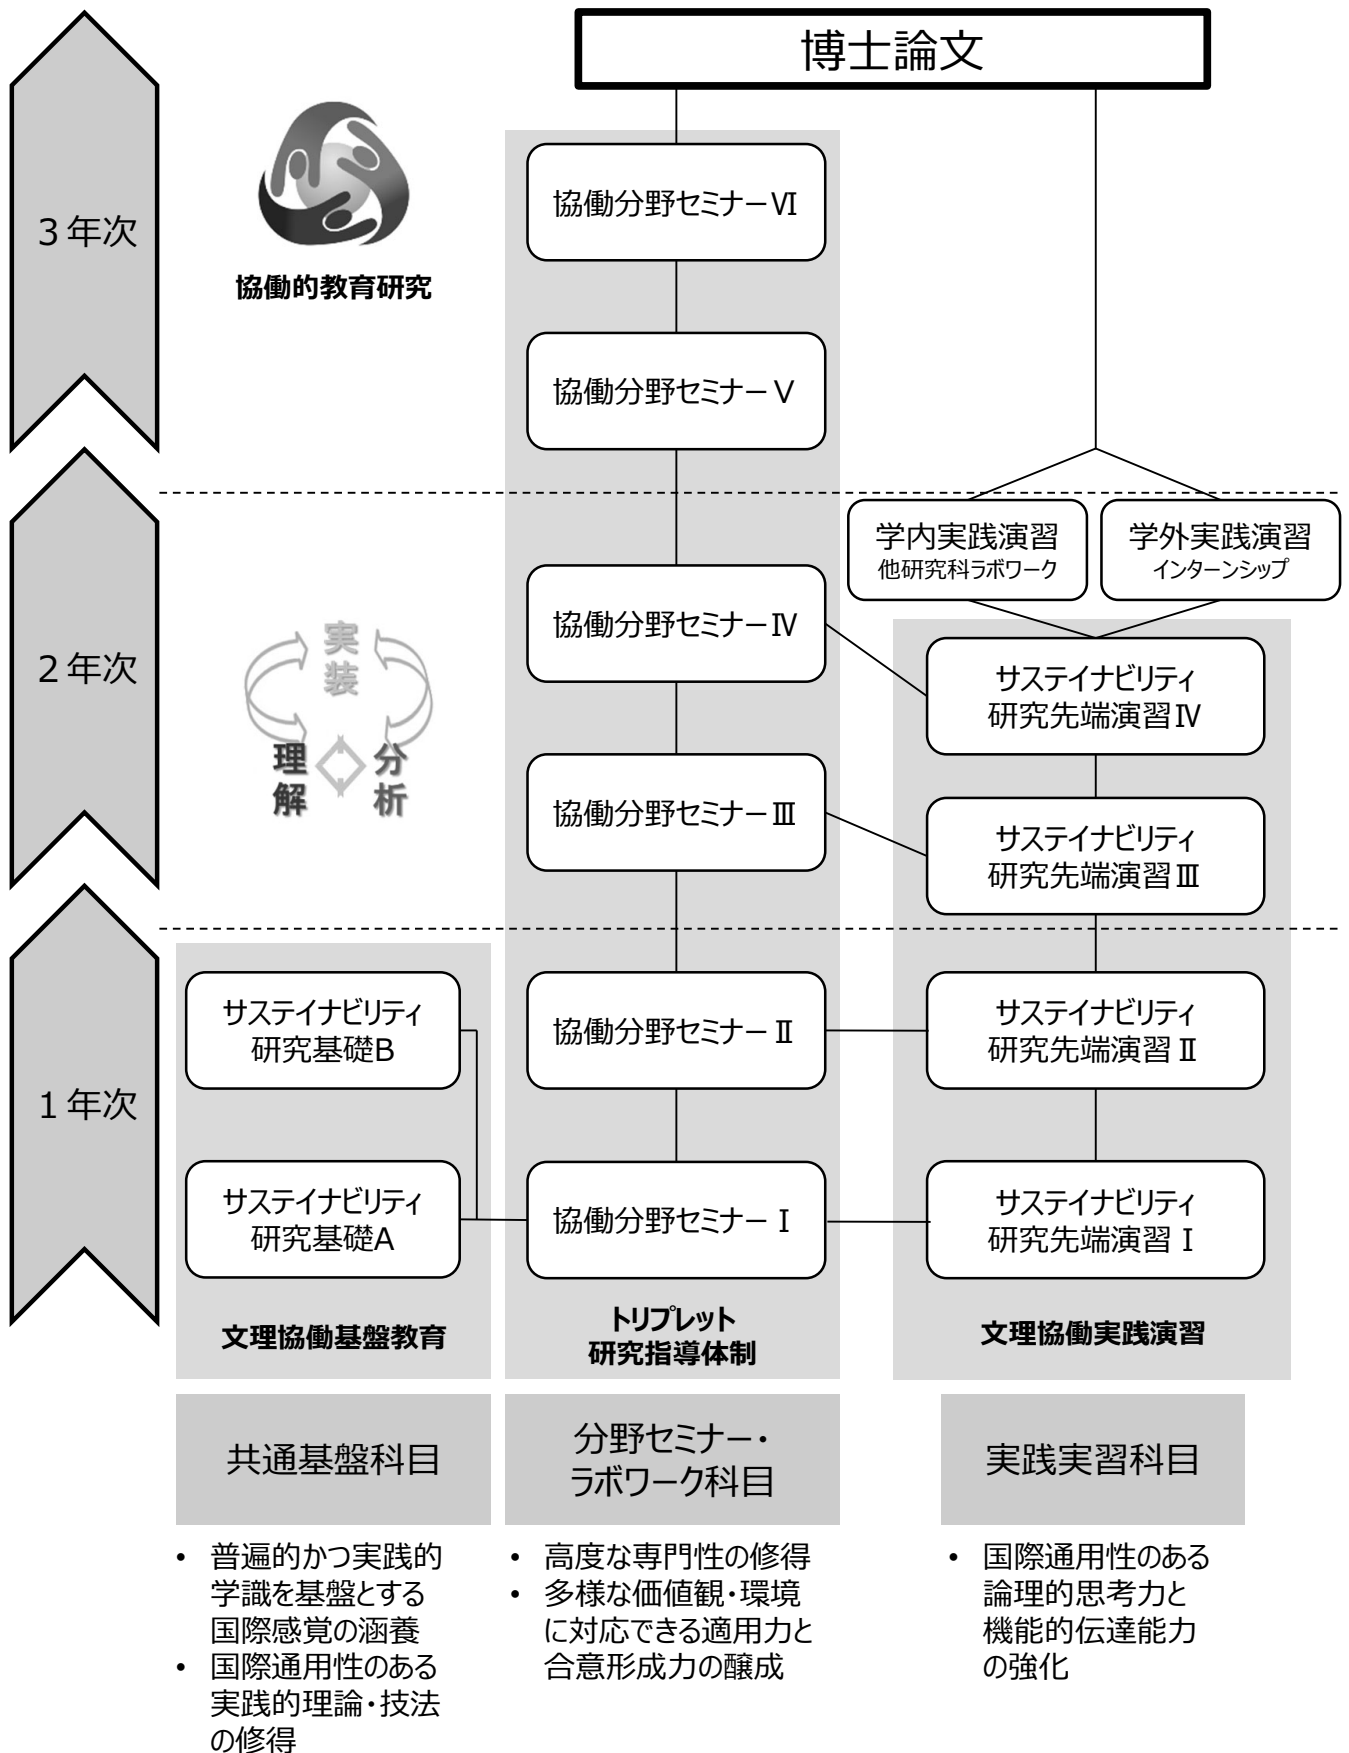 博士論文
3年次
協働的教育研究
協働分野セミナーⅥ
協働分野セミナーⅤ
学内実践演習
他研究科ラボワーク
学外実践演習
インターンシップ
2年次
実
装
理
解
分
析
協働分野セミナーⅣ
サステイナビリティ
研究先端演習Ⅳ
協働分野セミナーⅢ
サステイナビリティ
研究先端演習Ⅲ
1年次
サステイナビリティ
研究基礎B
協働分野セミナーⅡ
サステイナビリティ
研究先端演習Ⅱ
サステイナビリティ
研究基礎A
協働分野セミナーⅠ
サステイナビリティ
研究先端演習Ⅰ
文理協働基盤教育
トリプレット
研究指導体制
文理協働実践演習
共通基盤科目
分野セミナー・
ラボワーク科目
実践実習科目
• 普遍的かつ実践的
学識を基盤とする
国際感覚の涵養
• 国際通用性のある
実践的理論・技法
の修得
• 高度な専門性の修得
• 多様な価値観・環境
に対応できる適用力と
合意形成力の醸成
• 国際通用性のある
論理的思考力と
機能的伝達能力
の強化